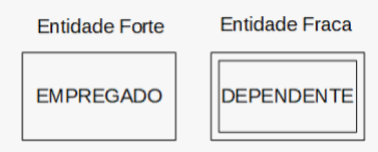 Entidade Forte
Entidade Fraca
EMPREGADO
DEPENDENTE